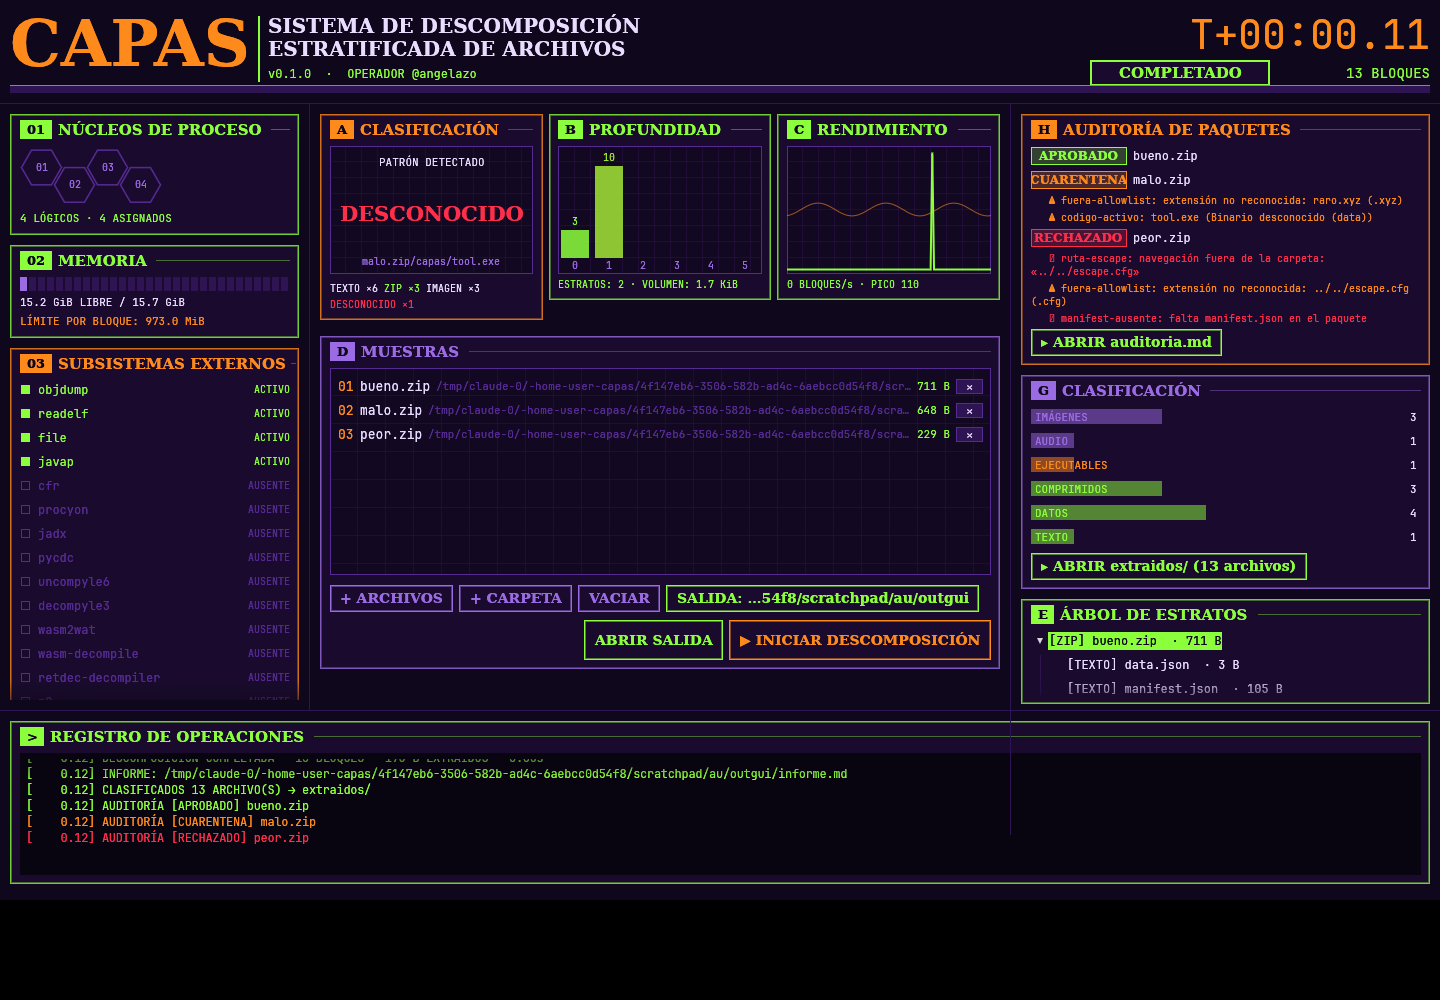 CAPAS
SISTEMA DE DESCOMPOSICIÓN
ESTRATIFICADA DE ARCHIVOS
v0.1.0 · OPERADOR @angelazo
T+00:00.11
COMPLETADO
13 BLOQUES
01 NÚCLEOS DE PROCESO
01
02
03
04
4 LÓGICOS · 4 ASIGNADOS
02 MEMORIA
15.2 GiB LIBRE / 15.7 GiB
LÍMITE POR BLOQUE: 973.0 MiB
03 SUBSISTEMAS EXTERNOS
objdump ACTIVO
readelf ACTIVO
file ACTIVO
javap ACTIVO
cfr AUSENTE
procyon AUSENTE
jadx AUSENTE
pycdc AUSENTE
uncompyle6 AUSENTE
decompyle3 AUSENTE
wasm2wat AUSENTE
wasm-decompile AUSENTE
retdec-decompiler AUSENTE
A CLASIFICACIÓN
PATRÓN DETECTADO
DESCONOCIDO
malo.zip/capas/tool.exe
TEXTO ×6 ZIP ×3 IMAGEN ×3
DESCONOCIDO ×1
B PROFUNDIDAD
3
10
0 1 2 3 4 5
ESTRATOS: 2 · VOLUMEN: 1.7 KiB
C RENDIMIENTO
0 BLOQUES/s · PICO 110
D MUESTRAS
01 bueno.zip /tmp/claude-0/-home-user-capas/4f147eb6-3506-582b-ad4c-6aebcc0d54f8/scr… 711 B ×
02 malo.zip /tmp/claude-0/-home-user-capas/4f147eb6-3506-582b-ad4c-6aebcc0d54f8/scra… 648 B ×
03 peor.zip /tmp/claude-0/-home-user-capas/4f147eb6-3506-582b-ad4c-6aebcc0d54f8/scra… 229 B ×
+ ARCHIVOS
+ CARPETA
VACIAR
SALIDA: ...54f8/scratchpad/au/outgui
ABRIR SALIDA
▶ INICIAR DESCOMPOSICIÓN
H AUDITORÍA DE PAQUETES
APROBADO bueno.zip
CUARENTENA malo.zip
▲ fuera-allowlist: extensión no reconocida: raro.xyz (.xyz)
▲ codigo-activo: tool.exe (Binario desconocido (data))
RECHAZADO peor.zip
ruta-escape: navegación fuera de la carpeta:
«../../escape.cfg»
▲ fuera-allowlist: extensión no reconocida: ../../escape.cfg
(.cfg)
manifest-ausente: falta manifest.json en el paquete
▸ ABRIR auditoria.md
G CLASIFICACIÓN
IMÁGENES 3
AUDIO 1
EJECUTABLES 1
COMPRIMIDOS 3
DATOS 4
TEXTO 1
▸ ABRIR extraidos/ (13 archivos)
E ÁRBOL DE ESTRATOS
▼ [ZIP] bueno.zip · 711 B
[TEXTO] data.json · 3 B
[TEXTO] manifest.json · 105 B
> REGISTRO DE OPERACIONES
[ 0.12] INFORME: /tmp/claude-0/-home-user-capas/4f147eb6-3506-582b-ad4c-6aebcc0d54f8/scratchpad/au/outgui/informe.md
[ 0.12] CLASIFICADOS 13 ARCHIVO(S) → extraidos/
[ 0.12] AUDITORÍA [APROBADO] bueno.zip
[ 0.12] AUDITORÍA [CUARENTENA] malo.zip
[ 0.12] AUDITORÍA [RECHAZADO] peor.zip